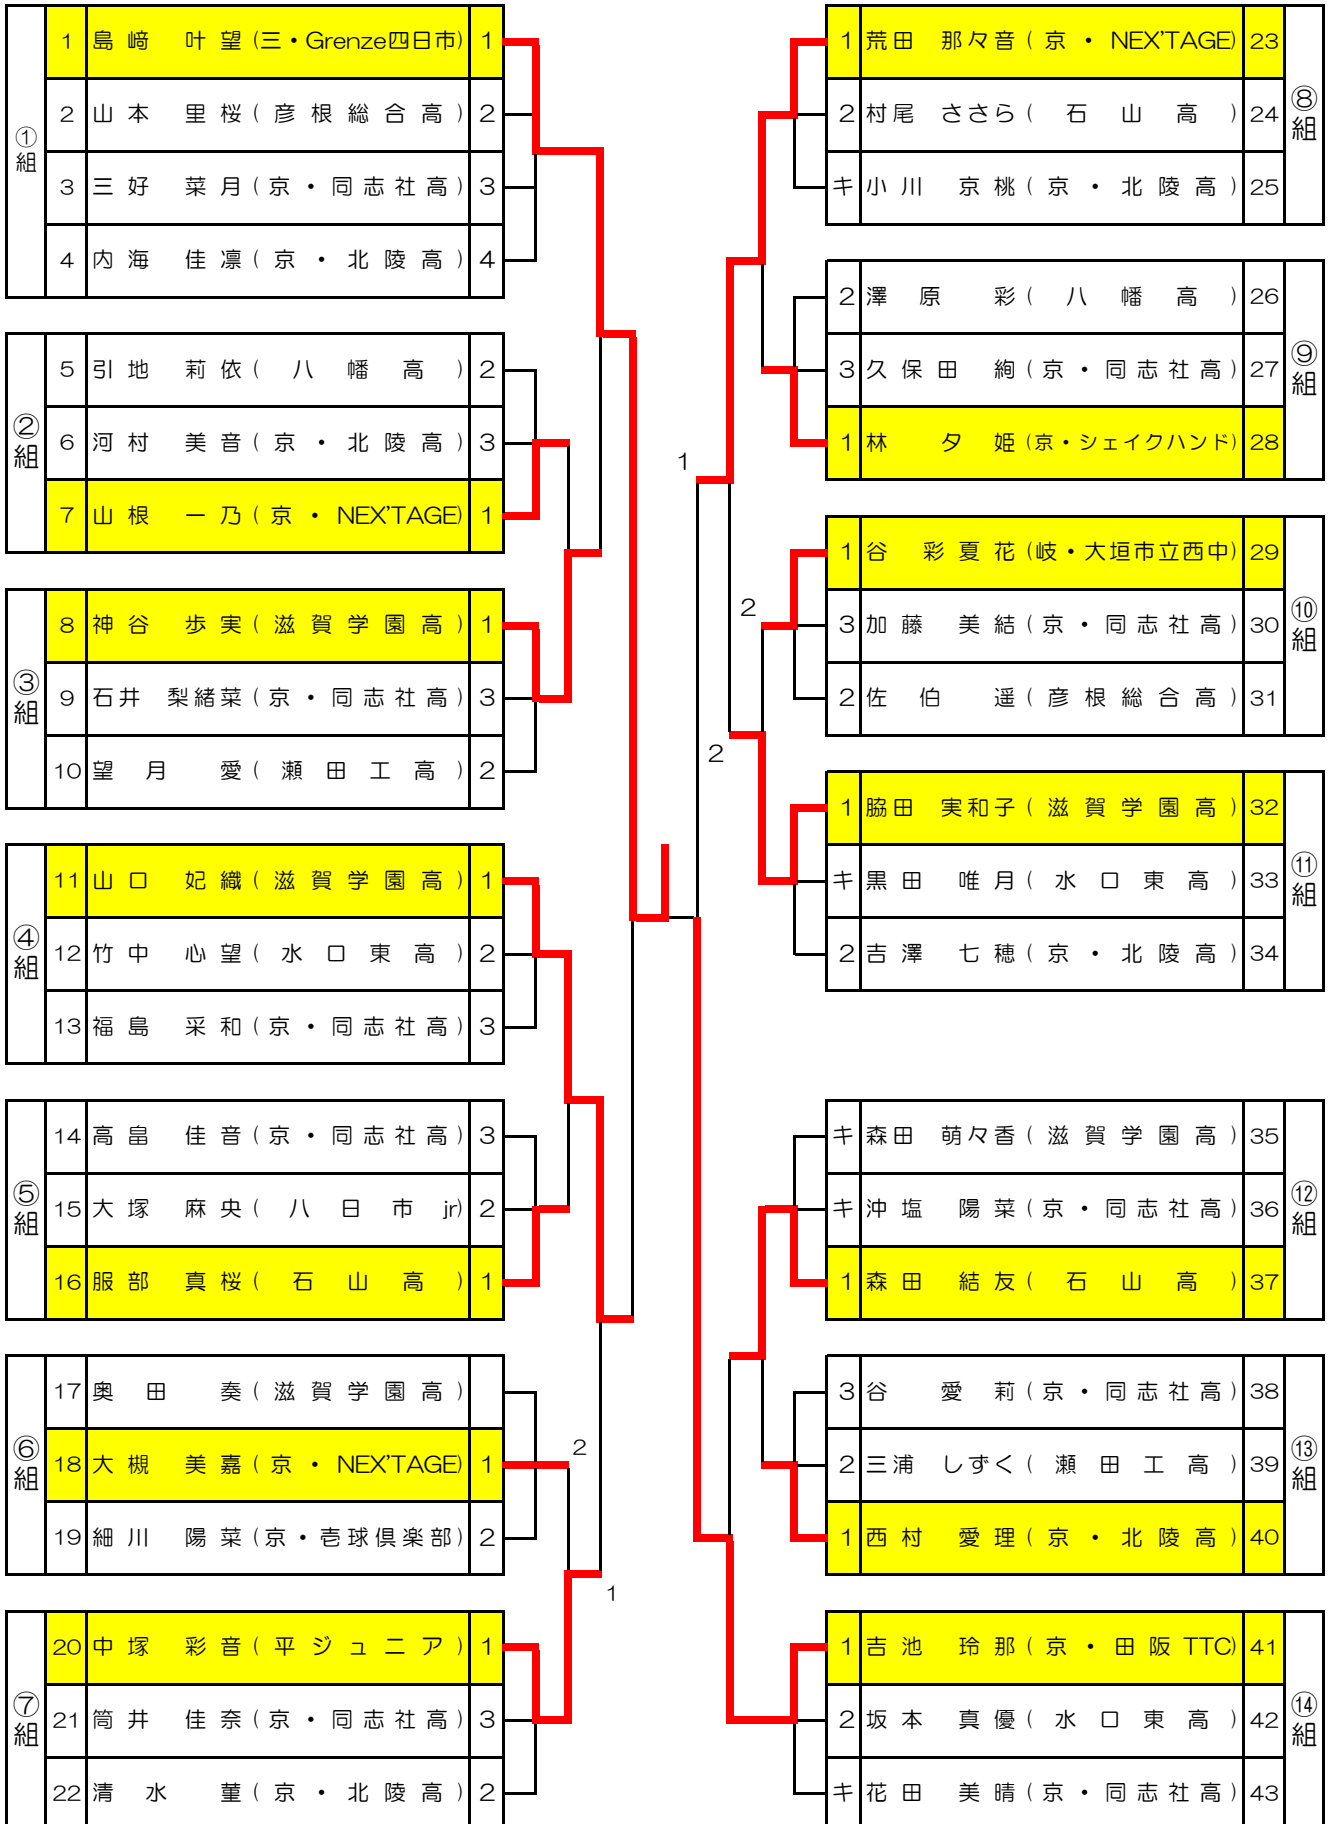 ①組
1 島﨑 叶望(三・Grenze四日市) 1
2 山本 里桜(彦根総合高) 2
3 三好 菜月(京・同志社高) 3
4 内海 佳凛(京・北陵高) 4
②組
5 引地 莉依(八幡高) 2
6 河村 美音(京・北陵高) 3
7 山根 一乃(京・NEX'TAGE) 1
③組
8 神谷 歩実(滋賀学園高) 1
9 石井 梨緒菜(京・同志社高) 3
10 望月 愛(瀬田工高) 2
④組
11 山口 妃織(滋賀学園高) 1
12 竹中 心望(水口東高) 2
13 福島 采和(京・同志社高) 3
⑤組
14 高畠 佳音(京・同志社高) 3
15 大塚 麻央(八日市jr) 2
16 服部 真桜(石山高) 1
⑥組
17 奥田 奏(滋賀学園高)
18 大槻 美嘉(京・NEX'TAGE) 1
19 細川 陽菜(京・壱球倶楽部) 2
⑦組
20 中塚 彩音(平ジュニア) 1
21 筒井 佳奈(京・同志社高) 3
22 清水 菫(京・北陵高) 2
2
1
1
2
2
1 荒田 那々音(京・NEX'TAGE) 23
2 村尾 ささら(石山高) 24
キ 小川 京桃(京・北陵高) 25
⑧組
2 澤原 彩(八幡高) 26
3 久保田 絢(京・同志社高) 27
1 林 夕姫(京・シェイクハンド) 28
⑨組
1 谷 彩夏花(岐・大垣市立西中) 29
3 加藤 美結(京・同志社高) 30
2 佐伯 遥(彦根総合高) 31
⑩組
1 脇田 実和子(滋賀学園高) 32
キ 黒田 唯月(水口東高) 33
2 吉澤 七穂(京・北陵高) 34
⑪組
キ 森田 萌々香(滋賀学園高) 35
キ 沖塩 陽菜(京・同志社高) 36
1 森田 結友(石山高) 37
⑫組
3 谷 愛莉(京・同志社高) 38
2 三浦 しずく(瀬田工高) 39
1 西村 愛理(京・北陵高) 40
⑬組
1 吉池 玲那(京・田阪TTC) 41
2 坂本 真優(水口東高) 42
キ 花田 美晴(京・同志社高) 43
⑭組